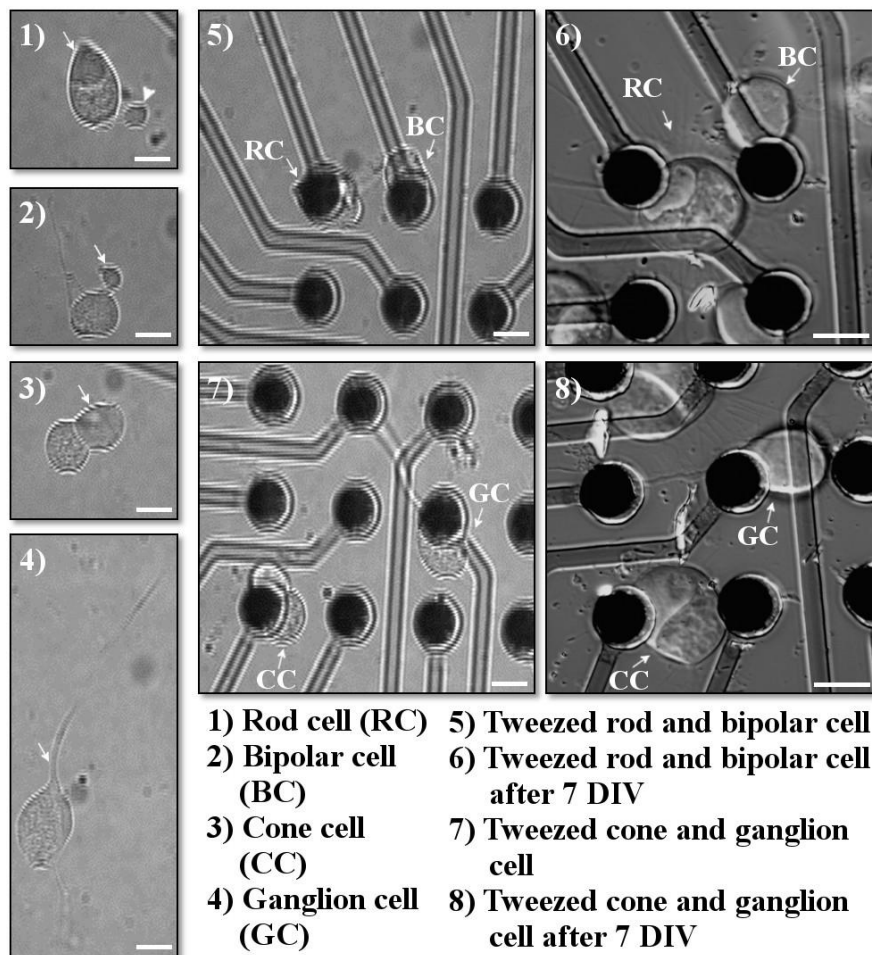 1)
5)
BC
RC
6)
BC
RC
2)
3)
7)
GC
CC
8)
GC
CC
4)
1) Rod cell (RC)
2) Bipolar cell
(BC)
3) Cone cell
(CC)
4) Ganglion cell
(GC)
5) Tweezed rod and bipolar cell
6) Tweezed rod and bipolar cell
after 7 DIV
7) Tweezed cone and ganglion
cell
8) Tweezed cone and ganglion
cell after 7 DIV